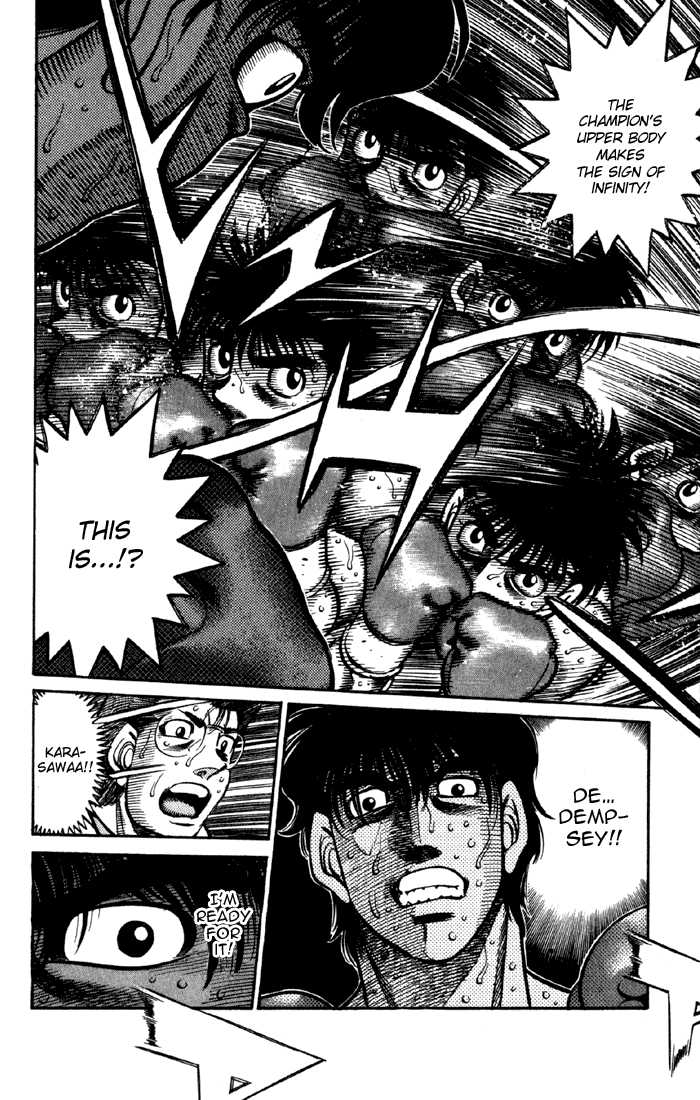 THE
CHAMPION'S
UPPER BODY
MAKES
THE SIGN OF
INFINITY!
THIS
IS...!?
KARA-
SAWAA!!
DE...
DEMP-
SEY!!
I'M
READY
FOR
IT!